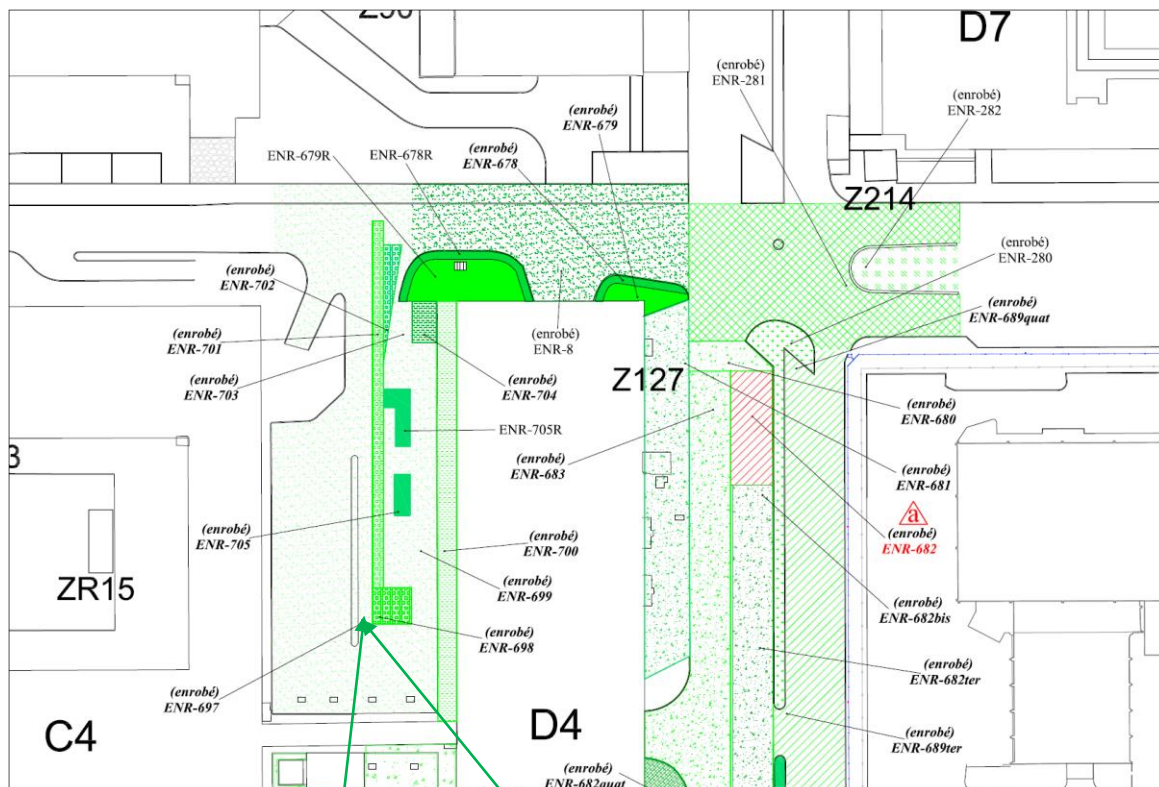 D7
(enrobé)
ENR-281
(enrobé)
ENR-282
(enrobé)
ENR-679
ENR-679R
ENR-678R
(enrobé)
ENR-678
Z214
(enrobé)
ENR-280
(enrobé)
ENR-702
(enrobé)
ENR-689quat
(enrobé)
ENR-701
(enrobé)
ENR-8
(enrobé)
ENR-703
(enrobé)
ENR-704
Z127
(enrobé)
ENR-680
ENR-705R
(enrobé)
ENR-683
(enrobé)
ENR-681
a
(enrobé)
ENR-682
(enrobé)
ENR-705
(enrobé)
ENR-700
ZR15
(enrobé)
ENR-699
(enrobé)
ENR-682bis
(enrobé)
ENR-698
(enrobé)
ENR-682ter
(enrobé)
ENR-697
C4
D4
(enrobé)
ENR-689ter
(enrobé)
ENR-682quat